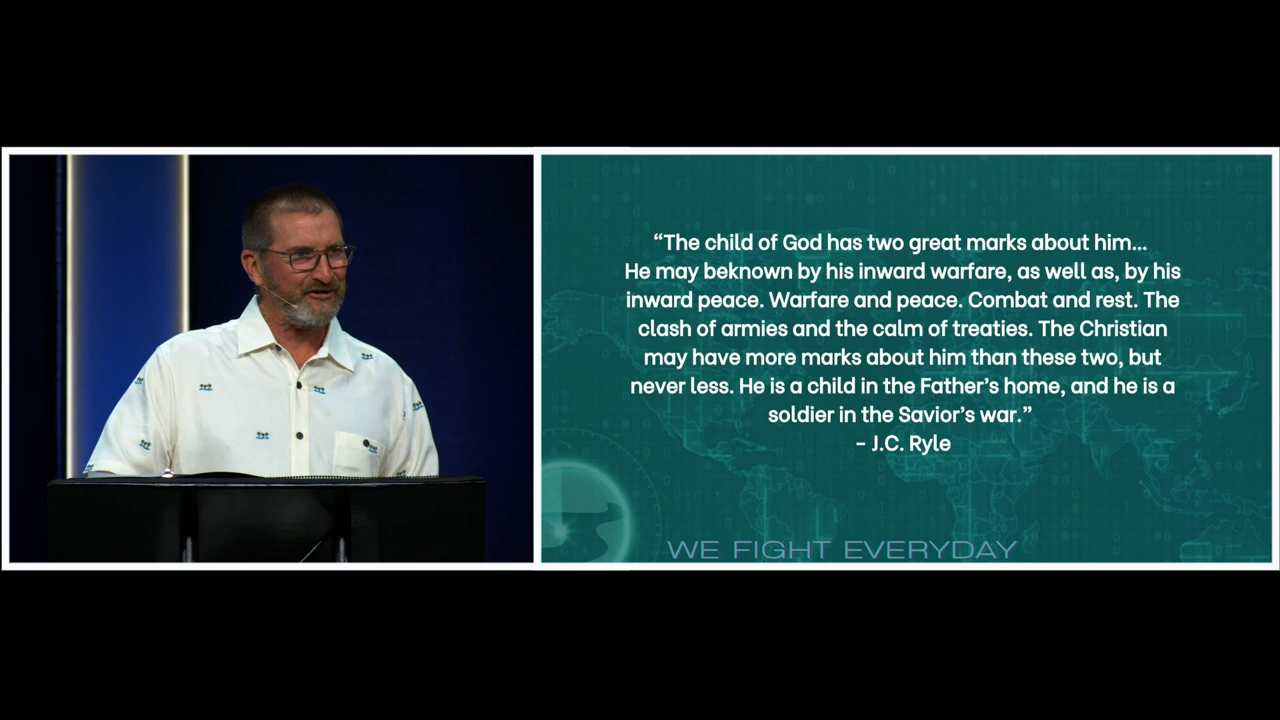 “The child of God has two great marks about him...
He may beknown by his inward warfare, as well as, by his
inward peace. Warfare and peace. Combat and rest. The
clash of armies and the calm of treaties. The Christian
may have more marks about him than these two, but
never less. He is a child in the Father’s home, and he is a
soldier in the Savior’s war.”
– J.C. Ryle
WE FIGHT EVERYDAY